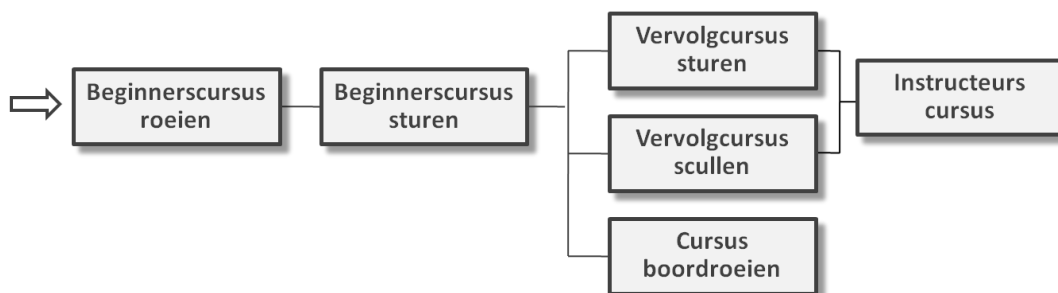 Beginnerscursus
roeien
Beginnerscursus
sturen
Vervolgcursus
sturen
Vervolgcursus
scullen
Cursus
boordroeien
Instructeurs
cursus